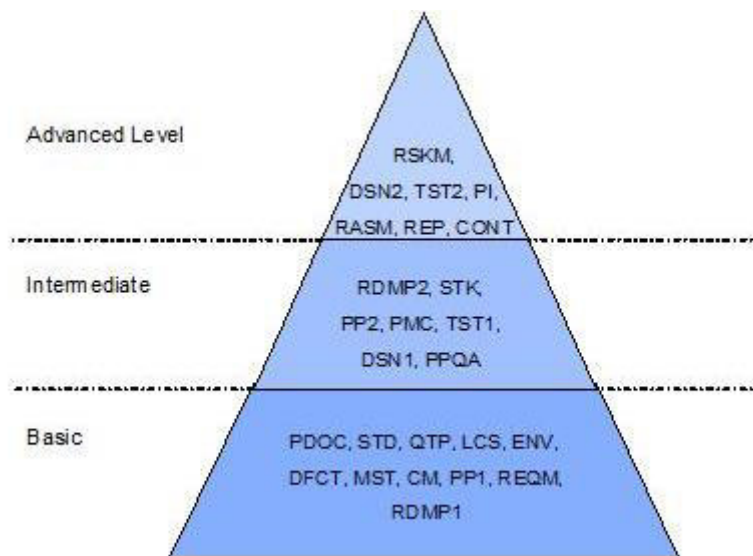 Advanced Level
RSKM,
DSN2, TST2, PI,
RASM, REP, CONT
Intermediate
RDMP2, STK,
PP2, PMC, TST1,
DSN1, PPQA
Basic
PDOC, STD, QTP, LCS, ENV,
DFCT, MST, CM, PP1, REQM,
RDMP1